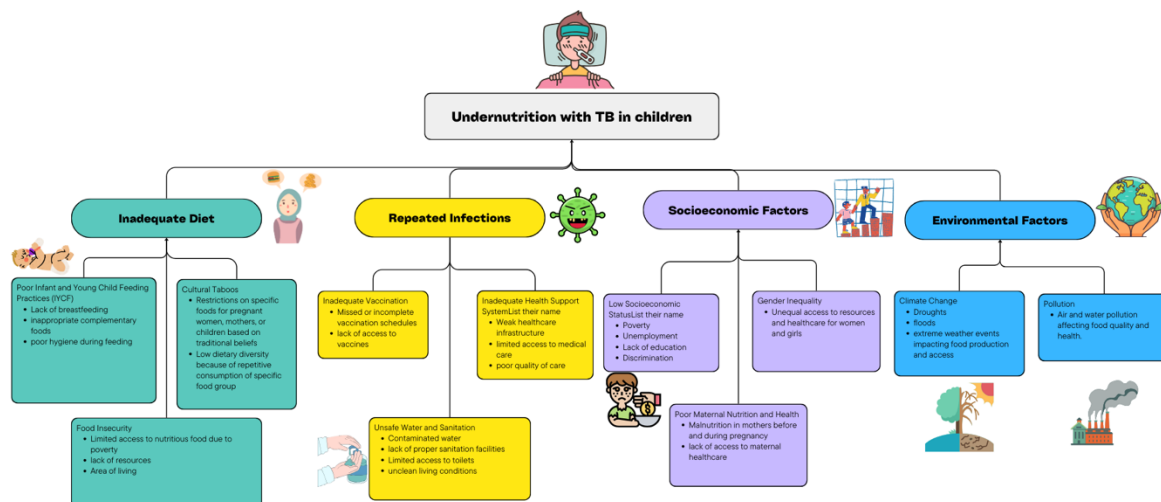 Undernutrition with TB in children
Inadequate Diet
Repeated Infections
Socioeconomic Factors
Environmental Factors
Poor Infant and Young Child Feeding
Practices (IYCF)
Lack of breastfeeding
inappropriate complementary
foods
poor hygiene during feeding
Cultural Taboos
Restrictions on specific
foods for pregnant
women, mothers, or
children based on
traditional beliefs
Low dietary diversity
because of repetitive
consumption of specific
food group
Food Insecurity
Limited access to nutritious food due to
poverty
lack of resources
Area of living
Inadequate Vaccination
Missed or incomplete
vaccination schedules
lack of access to
vaccines
Inadequate Health Support
SystemList their name
Weak healthcare
infrastructure
limited access to medical
care
poor quality of care
Unsafe Water and Sanitation
Contaminated water
lack of proper sanitation facilities
Limited access to toilets
unclean living conditions
Low Socioeconomic
StatusList their name
Poverty
Unemployment
Lack of education
Discrimination
Gender Inequality
Unequal access to resources
and healthcare for women
and girls
Poor Maternal Nutrition and Health
Malnutrition in mothers before
and during pregnancy
lack of access to maternal
healthcare
Climate Change
Droughts
floods
extreme weather events
impacting food production
and access
Pollution
Air and water pollution
affecting food quality and
health.